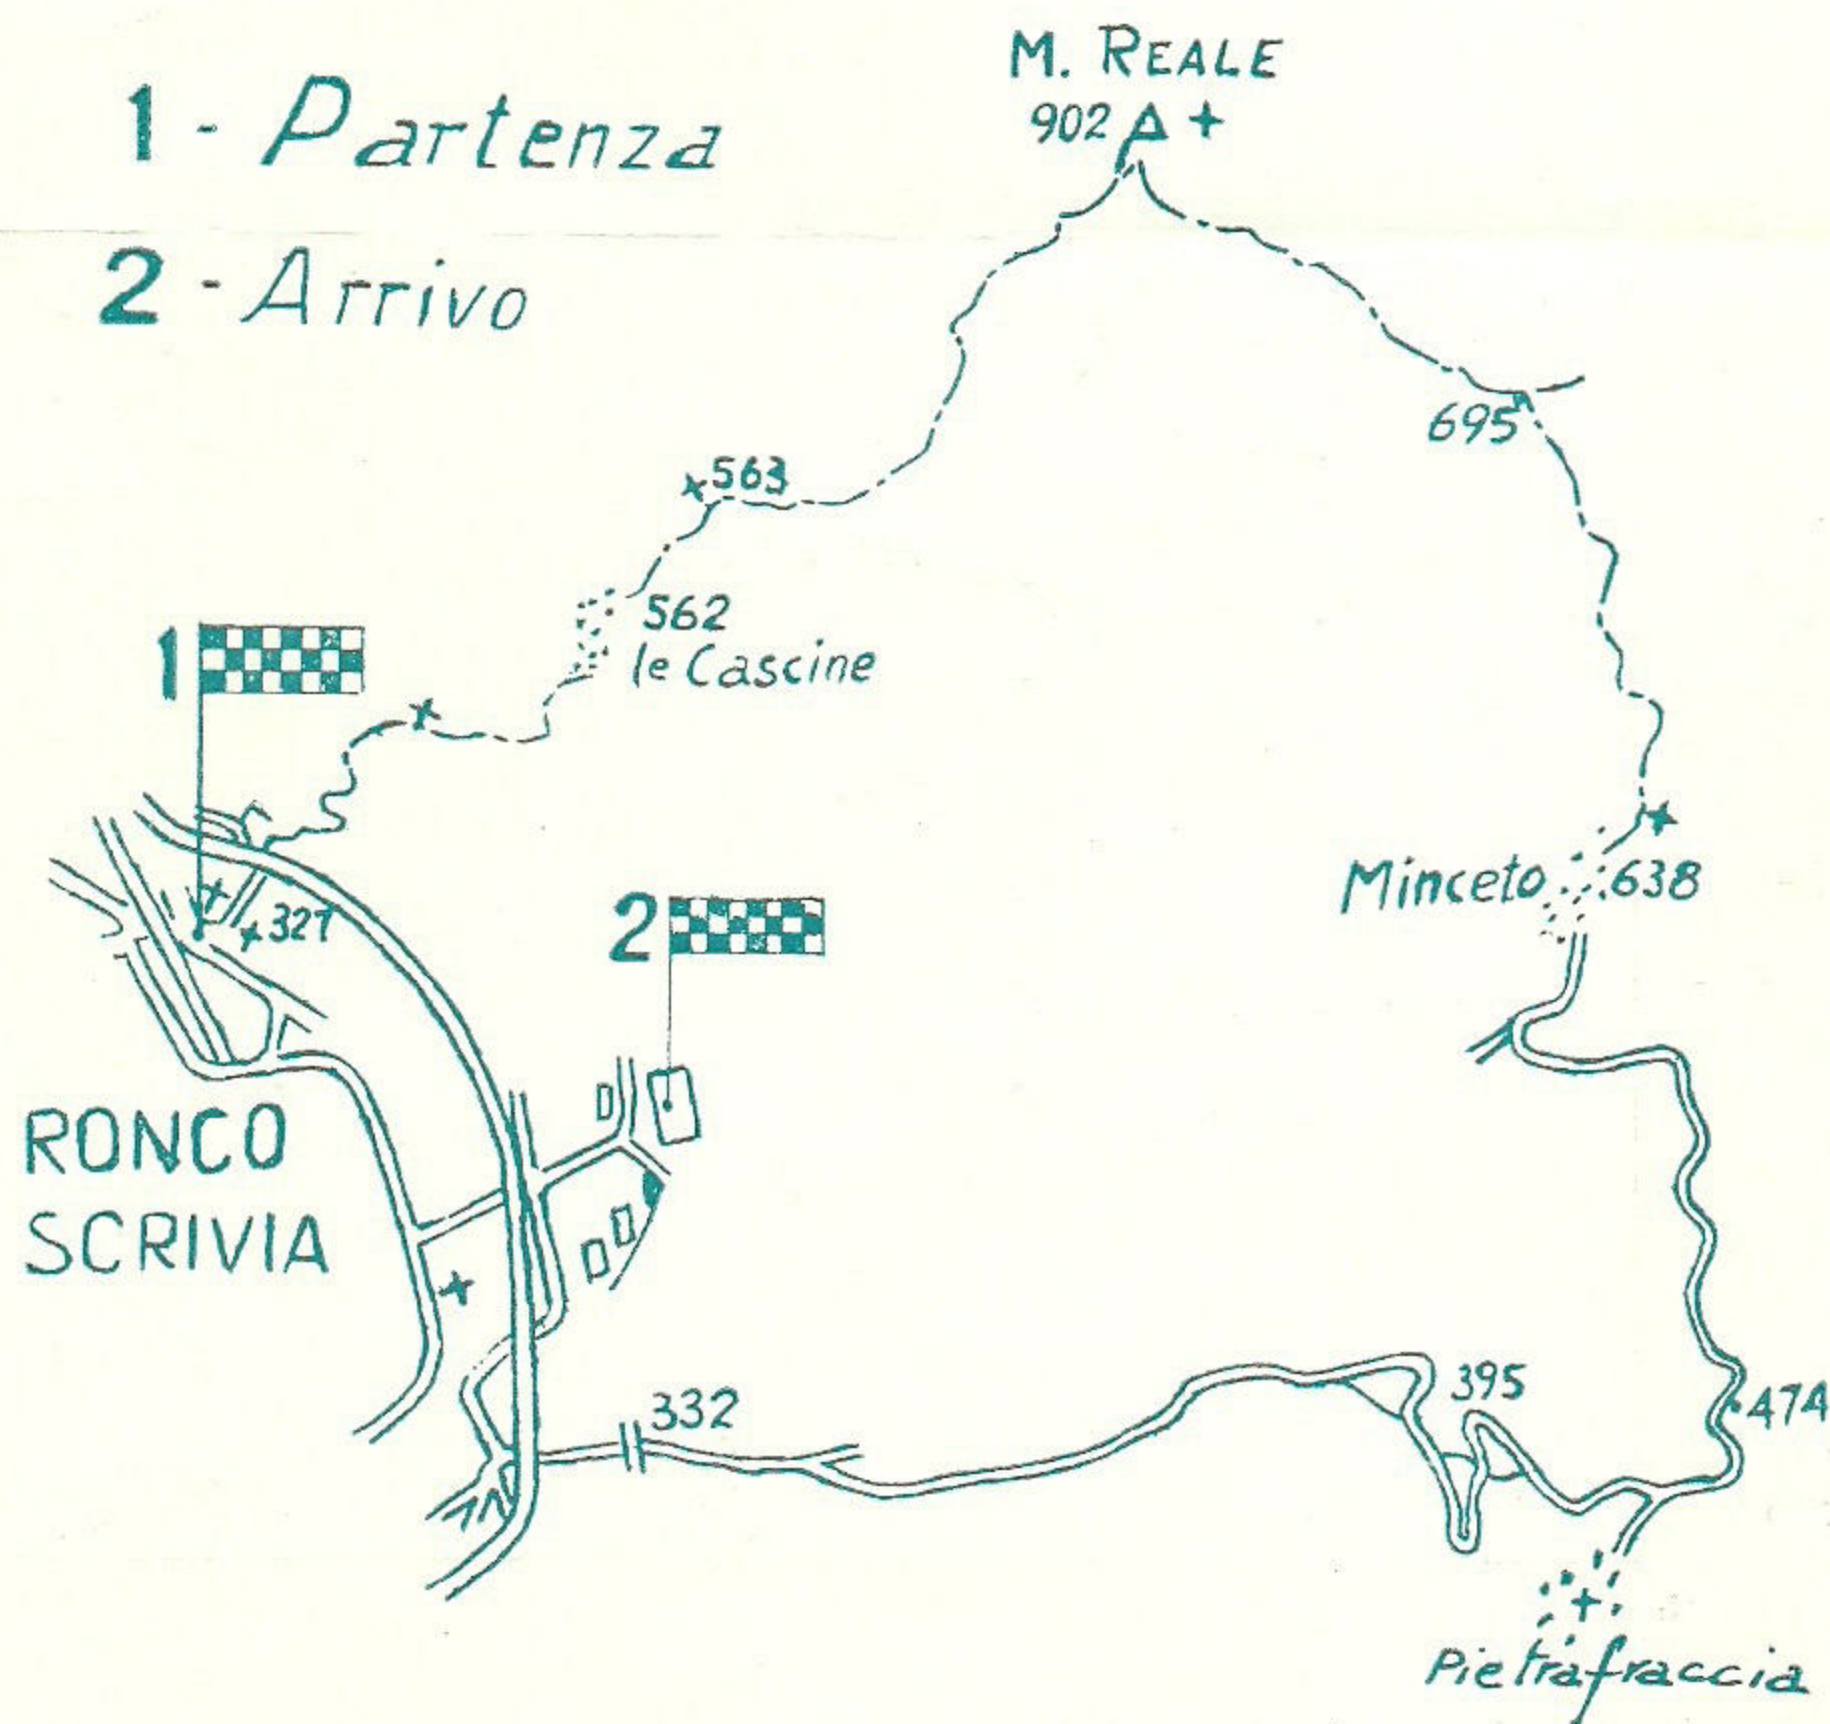 M. REALE
902
1 - Partenza
2 - Arrivo
695
563
562
le Cascine
1
Minceto
638
2
327
RONCO
SCRIVIA
395
474
332
Pietrafraccia